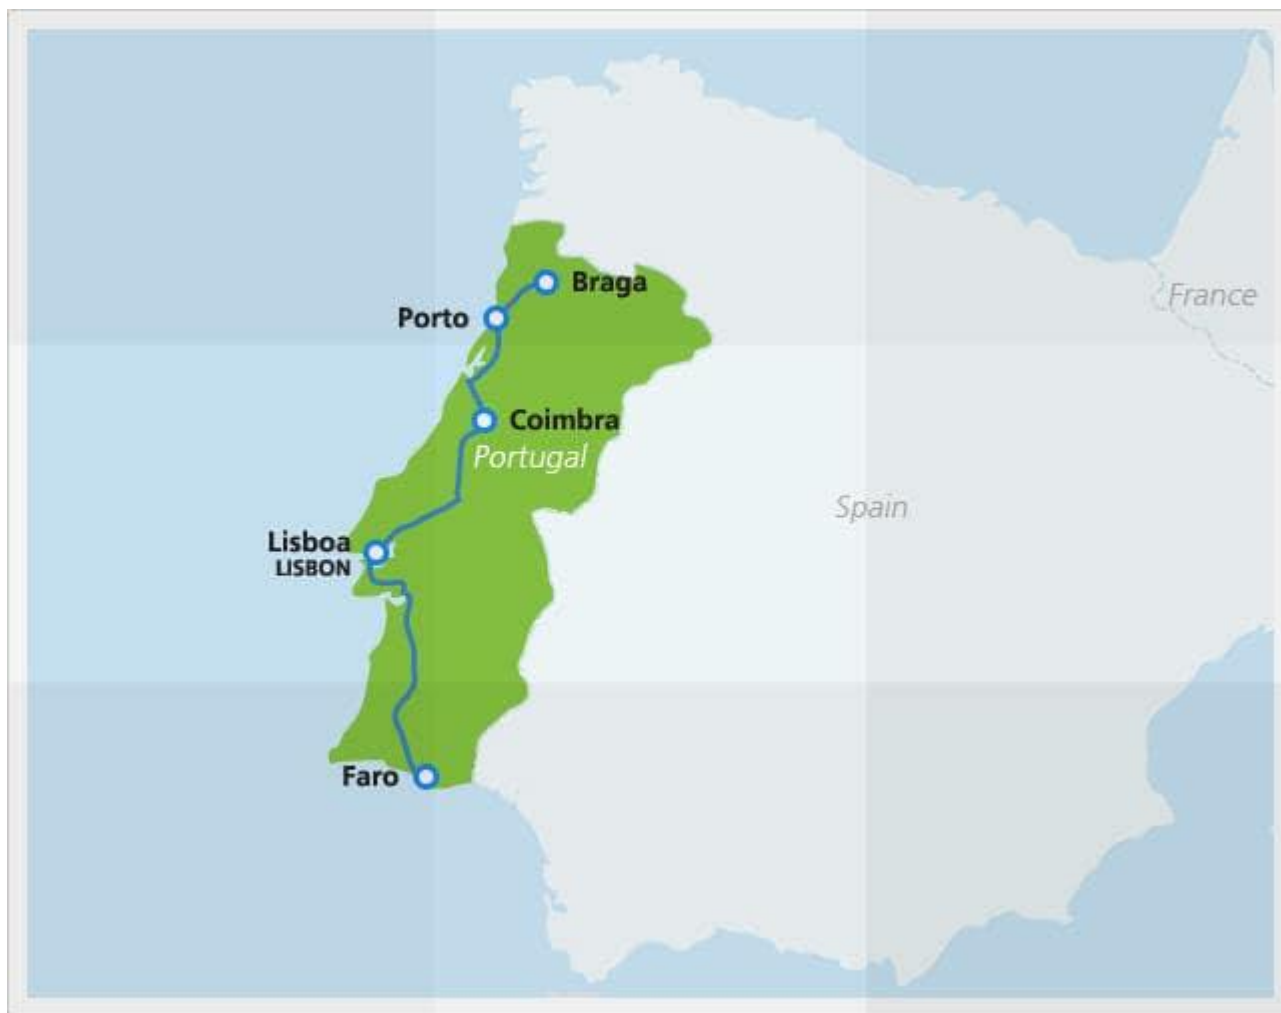 Braga
France
Porto
Coimbra
Portugal
Spain
Lisboa
LISBON
Faro